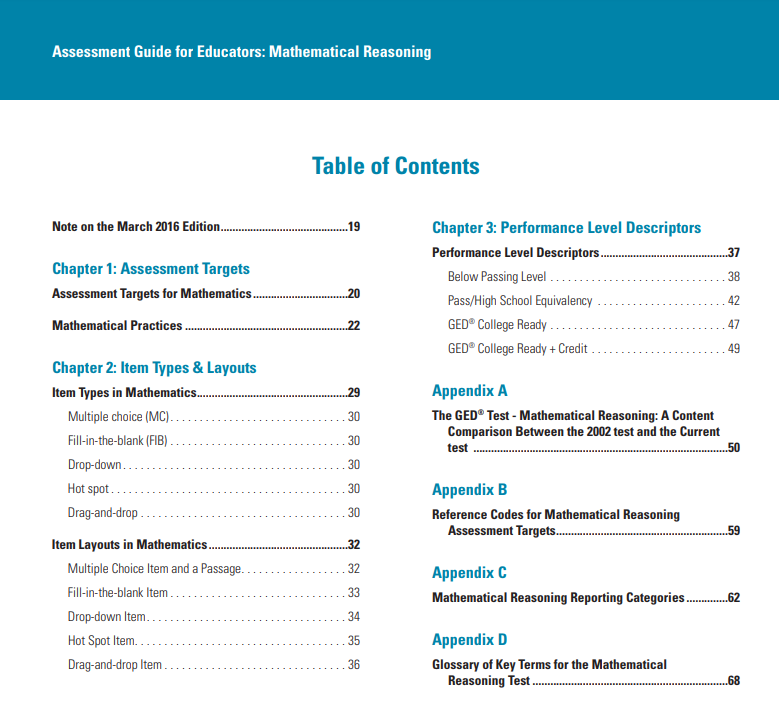 Assessment Guide for Educators: Mathematical Reasoning
Table of Contents
Note on the March 2016 Edition...........................................19
Chapter 1: Assessment Targets
Assessment Targets for Mathematics................................20
Mathematical Practices .......................................................22
Chapter 2: Item Types & Layouts
Item Types in Mathematics...................................................29
Multiple choice (MC). . . . . . . . . . . . . . . . . . . . . . . . . . . . . 30
Fill-in-the-blank (FIB) . . . . . . . . . . . . . . . . . . . . . . . . . . . . . 30
Drop-down . . . . . . . . . . . . . . . . . . . . . . . . . . . . . . . . . . . . . 30
Hot spot . . . . . . . . . . . . . . . . . . . . . . . . . . . . . . . . . . . . . . . 30
Drag-and-drop . . . . . . . . . . . . . . . . . . . . . . . . . . . . . . . . . . 30
Item Layouts in Mathematics...............................................32
Multiple Choice Item and a Passage. . . . . . . . . . . . . . . . . 32
Fill-in-the-blank Item . . . . . . . . . . . . . . . . . . . . . . . . . . . . . 33
Drop-down Item. . . . . . . . . . . . . . . . . . . . . . . . . . . . . . . . . 34
Hot Spot Item. . . . . . . . . . . . . . . . . . . . . . . . . . . . . . . . . . . 35
Drag-and-drop Item . . . . . . . . . . . . . . . . . . . . . . . . . . . . . . 36
Chapter 3: Performance Level Descriptors
Performance Level Descriptors...........................................37
Below Passing Level . . . . . . . . . . . . . . . . . . . . . . . . . . . . . 38
Pass/High School Equivalency . . . . . . . . . . . . . . . . . . . . . 42
GED® College Ready . . . . . . . . . . . . . . . . . . . . . . . . . . . . . 47
GED® College Ready + Credit . . . . . . . . . . . . . . . . . . . . . . 49
Appendix A
The GED® Test - Mathematical Reasoning: A Content
Comparison Between the 2002 test and the Current
test ......................................................................................50
Appendix B
Reference Codes for Mathematical Reasoning
Assessment Targets..........................................................59
Appendix C
Mathematical Reasoning Reporting Categories ..............62
Appendix D
Glossary of Key Terms for the Mathematical
Reasoning Test ..................................................................68